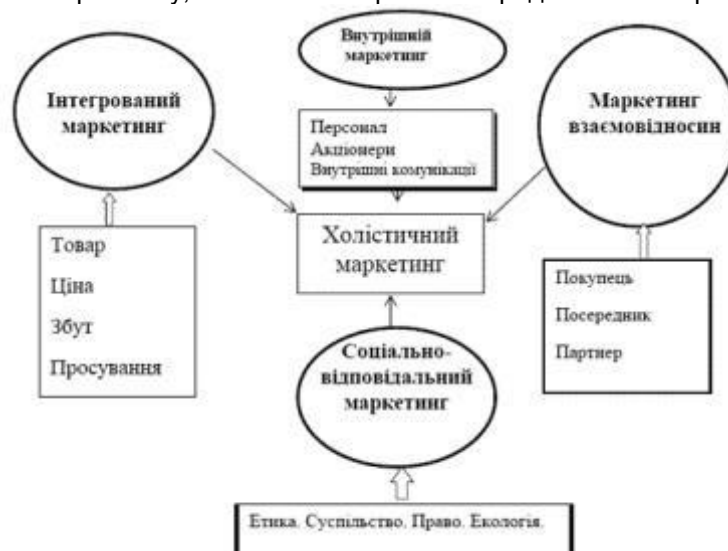 Внутрішній
маркетинг
Інтегрований
маркетинг
Маркетинг
взаємовідносин
Персонал
Акціонери
Внутрішні комунікації
Холістичний
маркетинг
Товар
Ціна
Збут
Просування
Покупець
Посередник
Партнер
Соціально-
відповідальний
маркетинг
Етика. Суспільство. Право. Екологія.